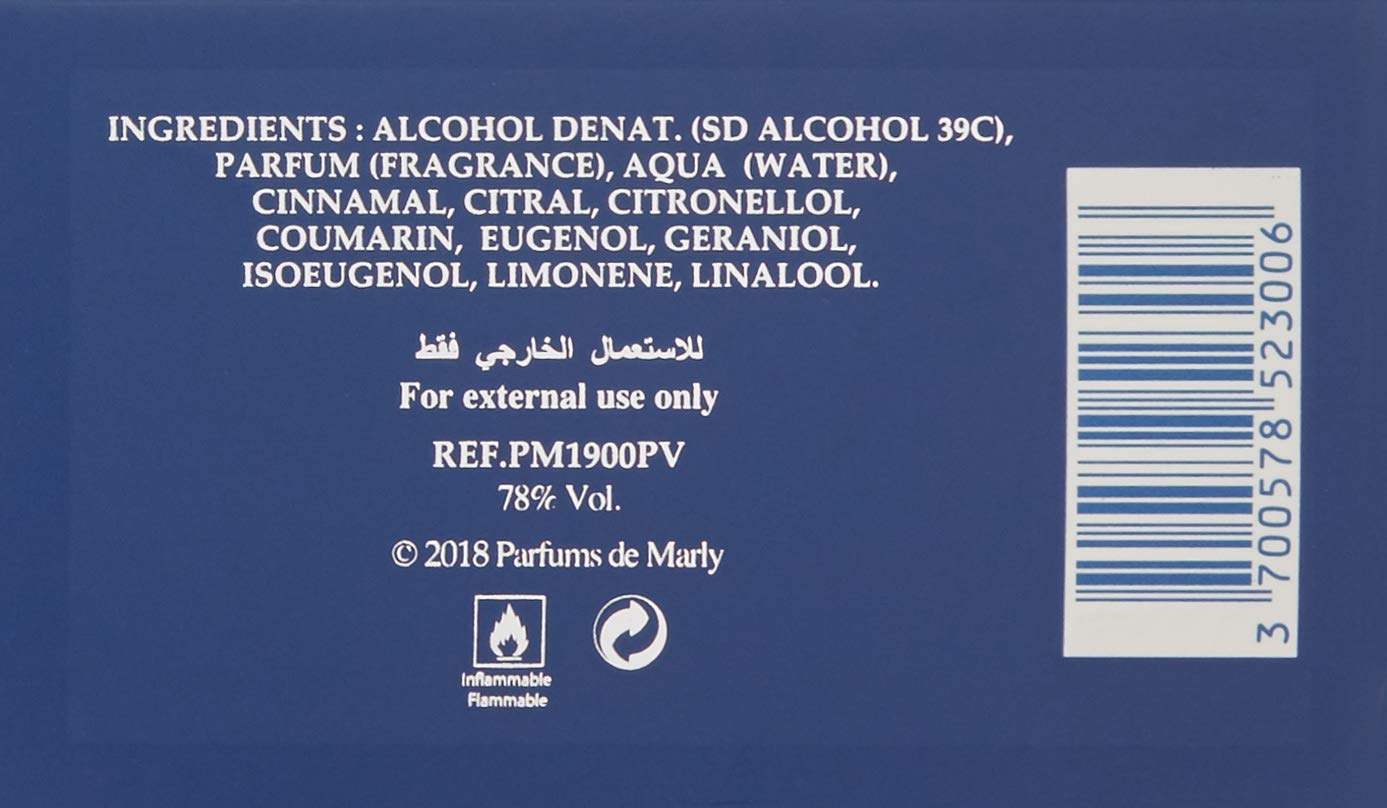 INGREDIENTS : ALCOHOL DENAT. (SD ALCOHOL 39C),
PARFUM (FRAGRANCE), AQUA (WATER),
CINNAMAL, CITRAL, CITRONELLOL,
COUMARIN, EUGENOL, GERANIOL,
ISOEUGENOL, LIMONENE, LINALOOL.
للاستعمال الخارجي فقط
For external use only
REF.PM1900PV
78% Vol.
© 2018 Parfums de Marly
Inflammable
Flammable
3 700578 523006